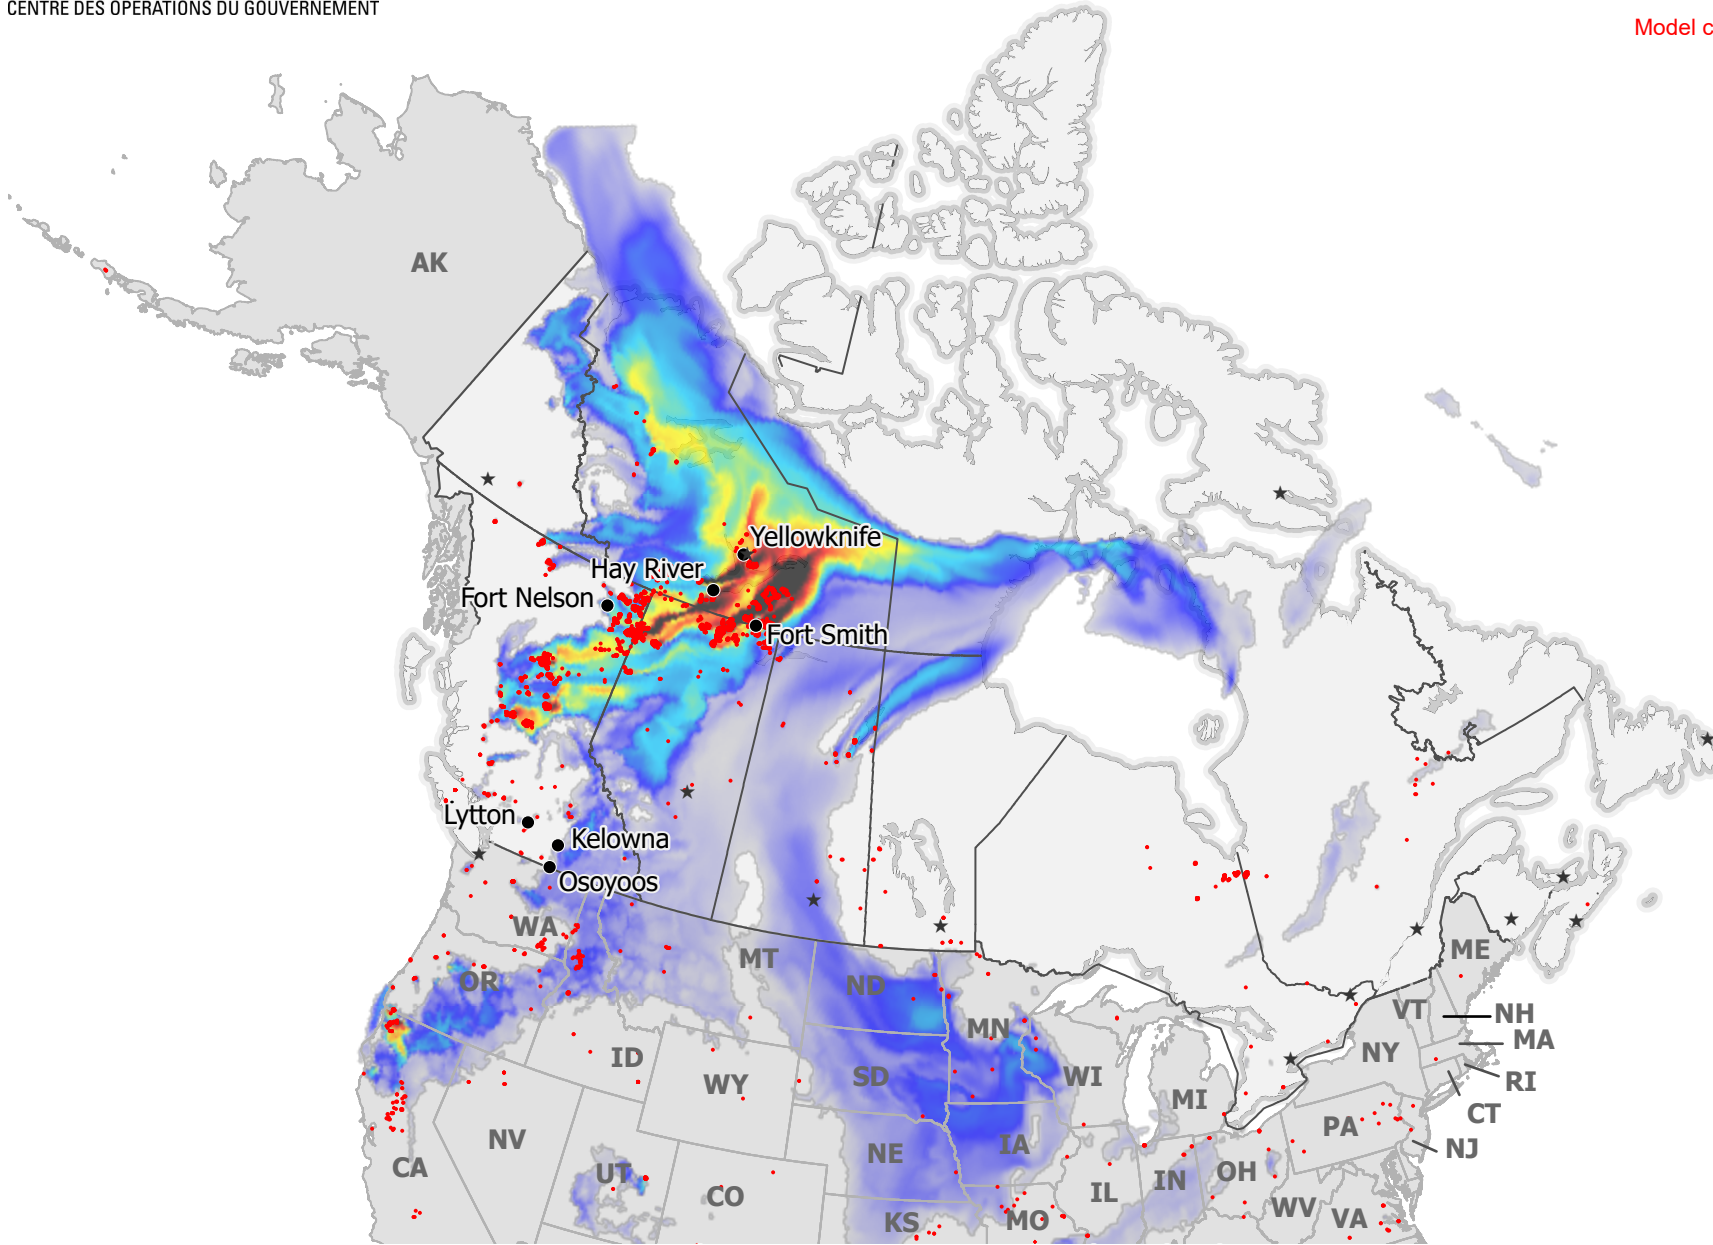 CENTRE DES OPÉRATIONS DU GOUVERNEMENT
Model c
AK
Yellowknife
Hay River
Fort Nelson
Fort Smith
Lytton
Kelowna
Osoyoos
WA
MT
ME
OR
ND
VT
NH
MN
MA
NY
ID
WY
SD
WI
RI
MI
CT
NV
PA
IA
NJ
CA
NE
UT
CO
IL
IN
OH
WV
VA
KS
MO